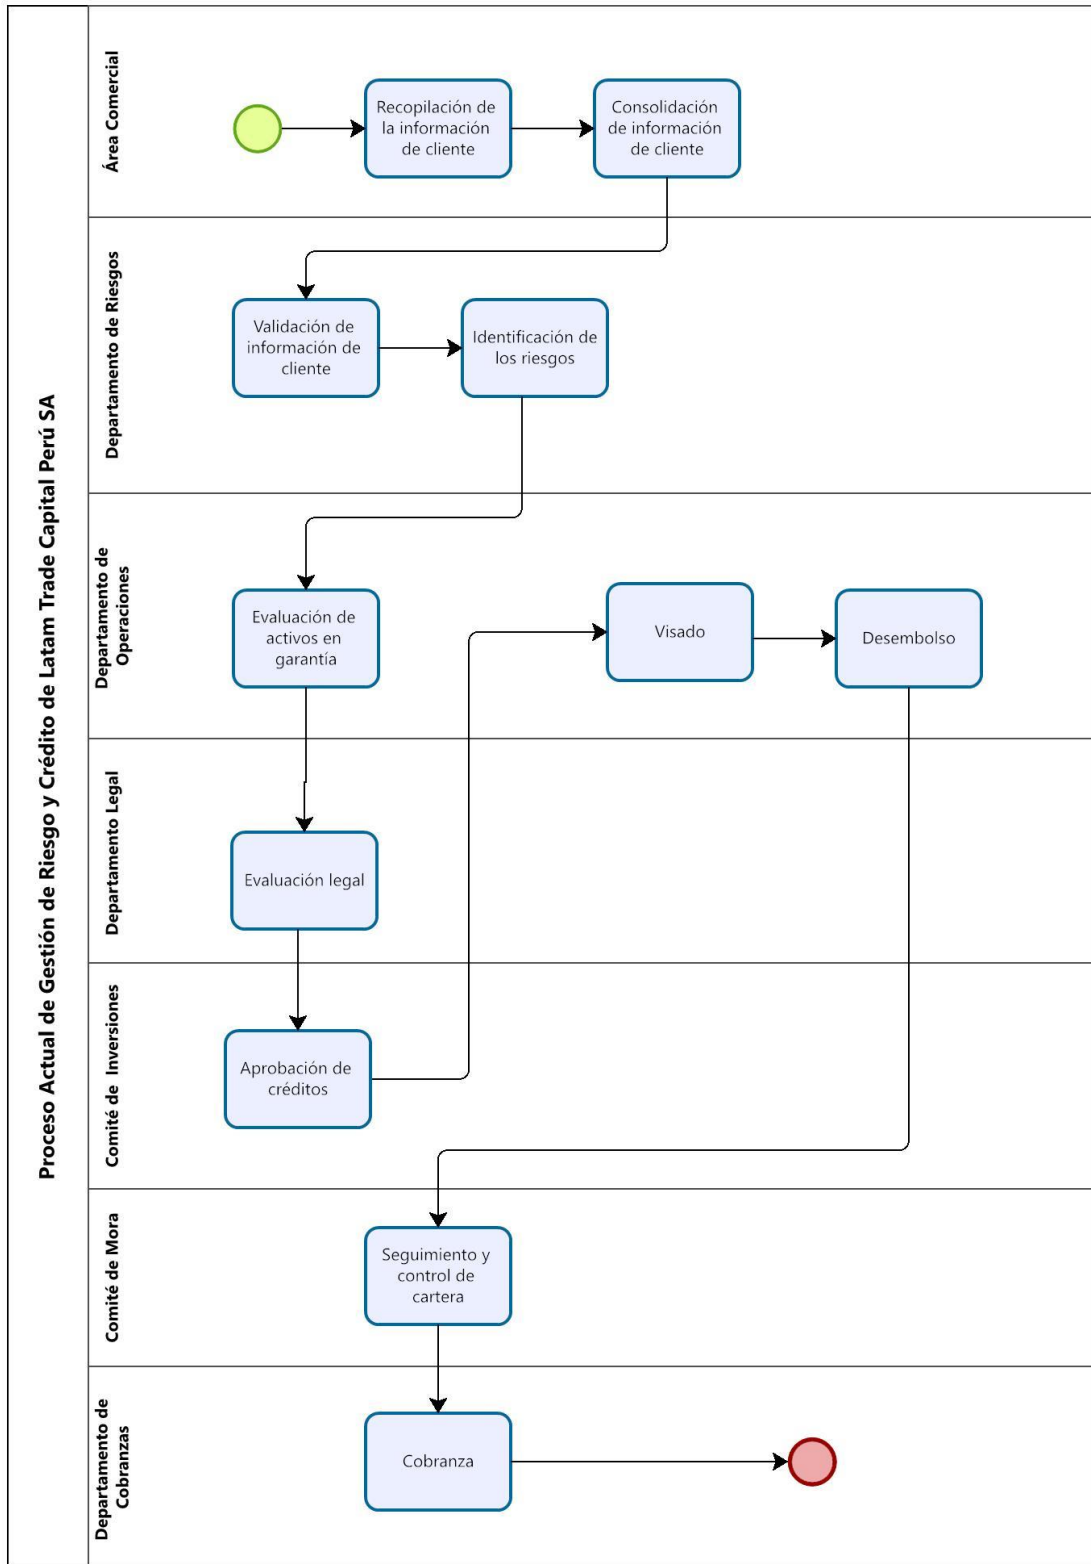 Proceso Actual de Gestión de Riesgo y Crédito de Latam Trade Capital Perú SA
Área Comercial
Recopilación de
la información
de cliente
Consolidación
de información
de cliente
Departamento de Riesgos
Validación de
información de
cliente
Identificación de
los riesgos
Departamento de
Operaciones
Evaluación de
activos en
garantía
Visado
Desembolso
Departamento Legal
Evaluación legal
Comité de Inversiones
Aprobación de
créditos
Comité de Mora
Seguimiento y
control de
cartera
Departamento de
Cobranzas
Cobranza